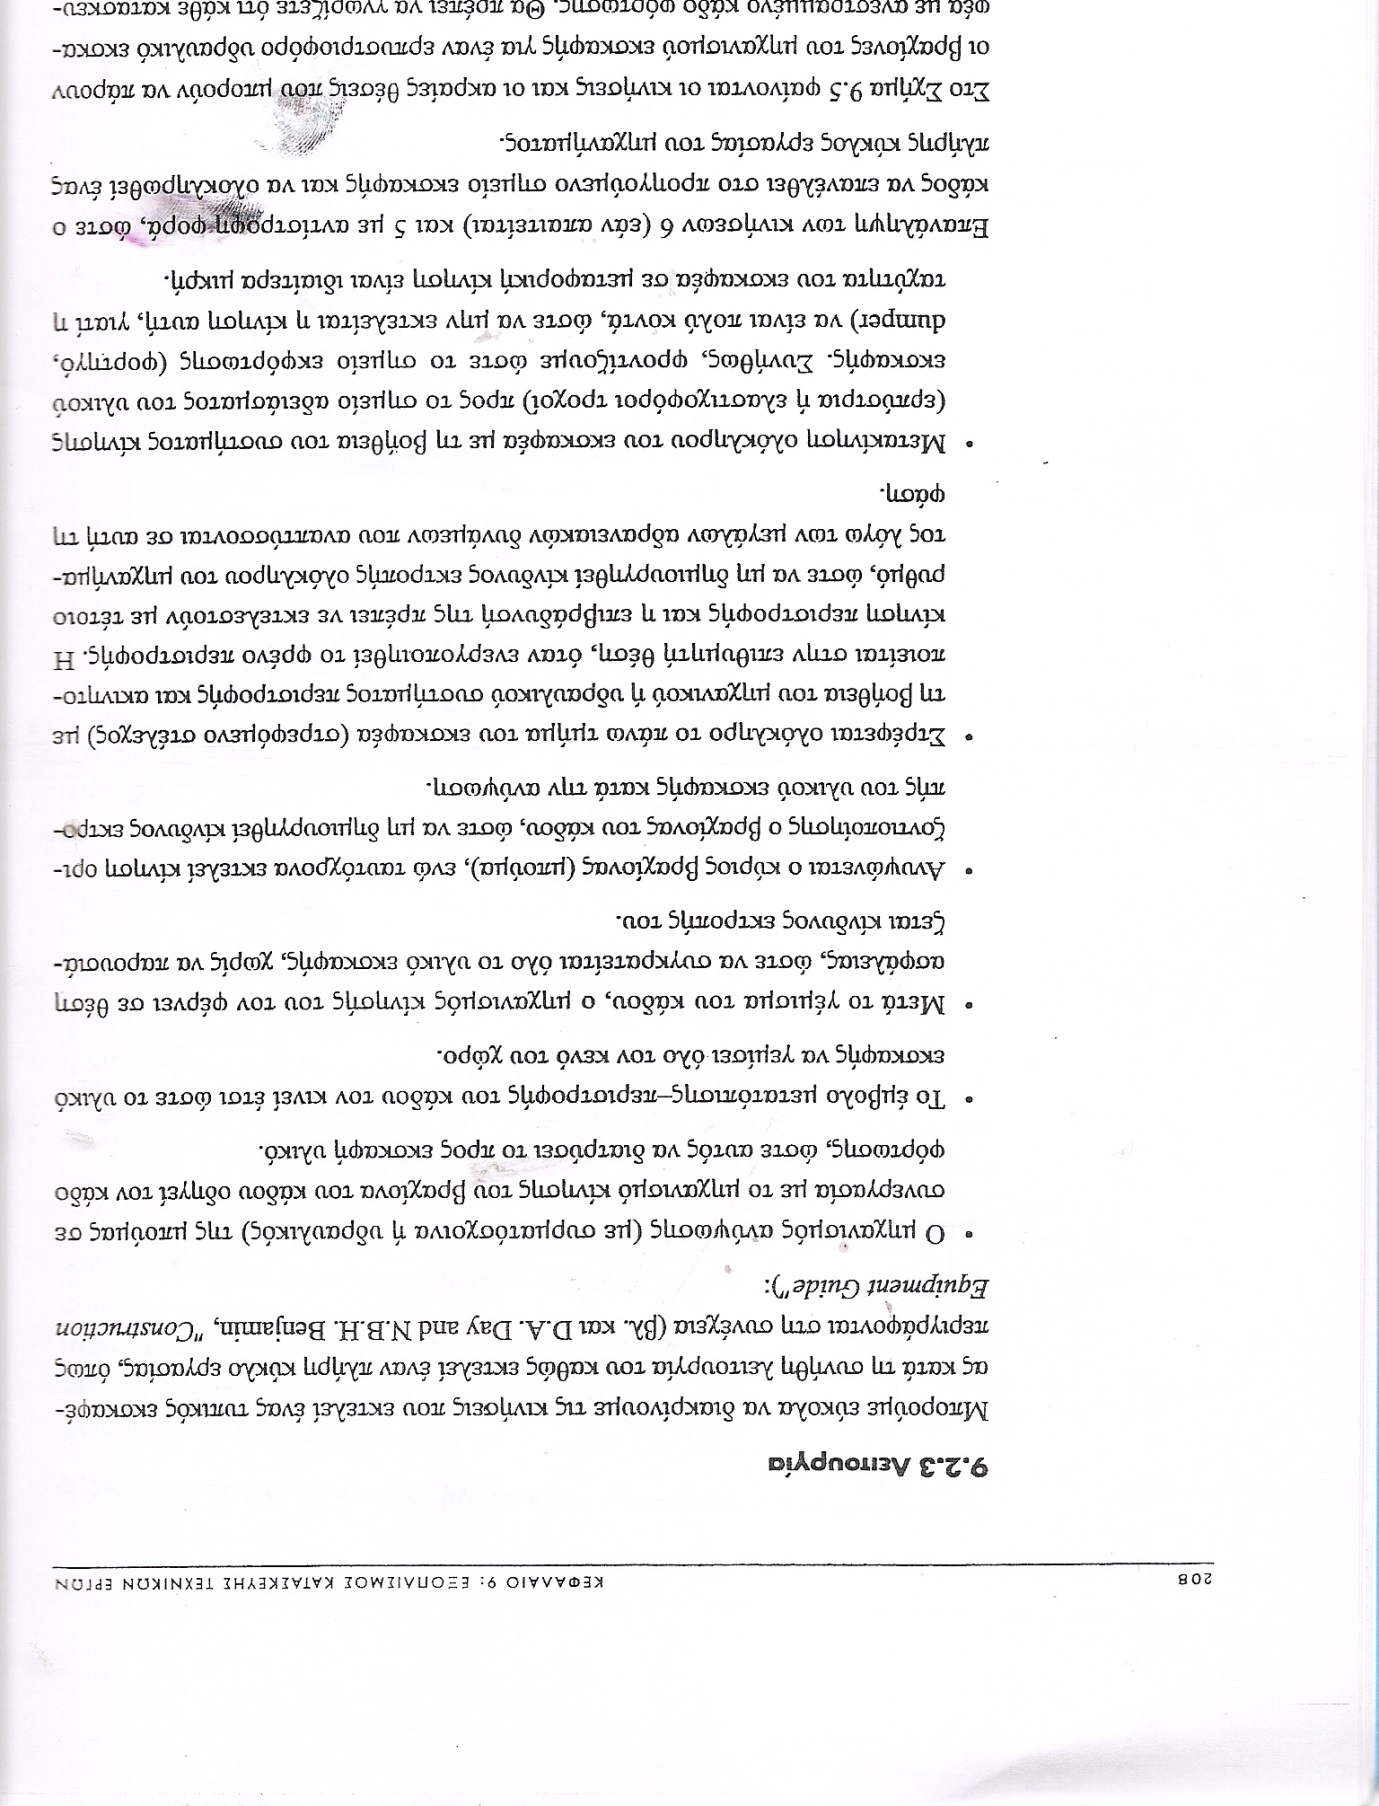 208
ΚΕΦΑΛΑΙΟ 9: ΕΞΟΠΛΙΣΜΟΣ ΚΑΤΑΣΚΕΥΗΣ ΤΕΧΝΙΚΩΝ ΕΡΓΩΝ
9.2.3 Λειτουργία
Μπορούμε εύκολα να διακρίνουμε τις κινήσεις που εκτελεί ένας τυπικός εκσκαφέ-
ας κατά τη συνήθη λειτουργία του καθώς εκτελεί έναν πλήρη κύκλο εργασίας, όπως
περιγράφονται στη συνέχεια (βλ. και D.A. Day and N.B.H. Benjamin, "Construction
Equipment Guide"):
• Ο μηχανισμός ανύψωσης (με συρματόσχοινα ή υδραυλικός) της μπούμας σε
συνεργασία με το μηχανισμό κίνησης του βραχίονα του κάδου οδηγεί τον κάδο
φόρτωσης, ώστε αυτός να διατρύσει το προς εκσκαφή υλικό.
• Το έμβολο μετατόπισης–περιστροφής του κάδου τον κινεί έτσι ώστε το υλικό
εκσκαφής να γεμίσει όλο τον κενό του χώρο.
• Μετά το γέμισμα του κάδου, ο μηχανισμός κίνησής του τον φέρνει σε θέση
ασφάλειας, ώστε να συγκρατείται όλο το υλικό εκσκαφής, χωρίς να παρουσιά-
ζεται κίνδυνος εκτροπής του.
• Ανυψώνεται ο κύριος βραχίονας (μπούμα), ενώ ταυτόχρονα εκτελεί κίνηση ορι-
ζοντιοποίησης ο βραχίονας του κάδου, ώστε να μη δημιουργηθεί κίνδυνος εκτρο-
πής του υλικού εκσκαφής κατά την ανύψωση.
• Στρέφεται ολόκληρο το πάνω τμήμα του εκσκαφέα (στρεφόμενο στέλεχος) με
τη βοήθεια του μηχανικού ή υδραυλικού συστήματος περιστροφής και ακινητο-
ποιείται στην επιθυμητή θέση, όταν ενεργοποιηθεί το φρένο περιστροφής. Η
κίνηση περιστροφής και η επιβράδυνσή της πρέπει νε εκτελεστούν με τέτοιο
ρυθμό, ώστε να μη δημιουργηθεί κίνδυνος εκτροπής ολόκληρου του μηχανήμα-
τος λόγω των μεγάλων αδρανειακών δυνάμεων που αναπτύσσονται σε αυτή τη
φάση.
• Μετακίνηση ολόκληρου του εκσκαφέα με τη βοήθεια του συστήματος κίνησης
(ερπύστρια ή ελαστιχοφόροι τροχοί) προς το σημείο αδειάσματος του υλικού
εκσκαφής. Συνήθως, φροντίζουμε ώστε το σημείο εκφόρτωσης (φορτηγό,
dumper) να είναι πολύ κοντά, ώστε να μην εκτελείται η κίνηση αυτή, γιατί η
ταχύτητα του εκσκαφέα σε μεταφορική κίνηση είναι ιδιαίτερα μικρή.
Επανάληψη των κινήσεων 6 (εάν απαιτείται) και 5 με αντίστροφη φορά, ώστε ο
κάδος να επανέλθει στο προηγούμενο σημείο εκσκαφής και να ολοκληρωθεί ένας
πλήρης κύκλος εργασίας του μηχανήματος.
Στο Σχήμα 9.5 φαίνονται οι κινήσεις και οι ακραίες θέσεις που μπορούν να πάρουν
οι βραχίονες του μηχανισμού εκσκαφής για έναν ερπυστριοφόρο υδραυλικό εκσκα-
φέα με ανεστραμμένο κάδο φόρτωσης. Θα πρέπει να γνωρίζετε ότι κάθε κατασκευ-